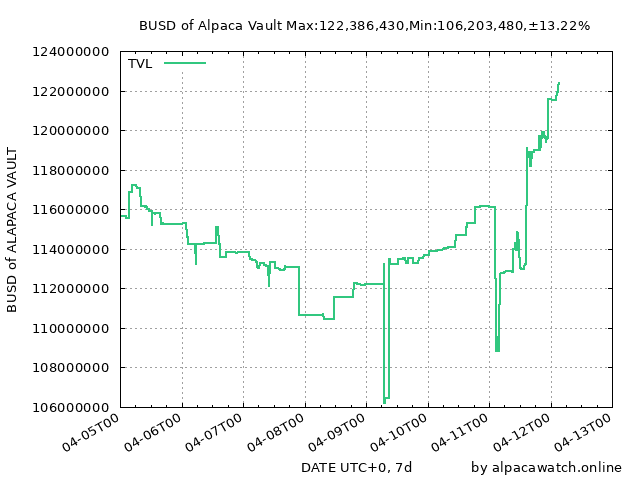 BUSD of Alpaca Vault Max:122,386,430,Min:106,203,480,±13.22%
TVL
124000000
122000000
120000000
118000000
116000000
114000000
112000000
110000000
108000000
106000000
BUSD of ALAPACA VAULT
04-05T00
04-06T00
04-07T00
04-08T00
04-09T00
04-10T00
04-11T00
04-12T00
04-13T00
DATE UTC+0, 7d
by alpacawatch.online